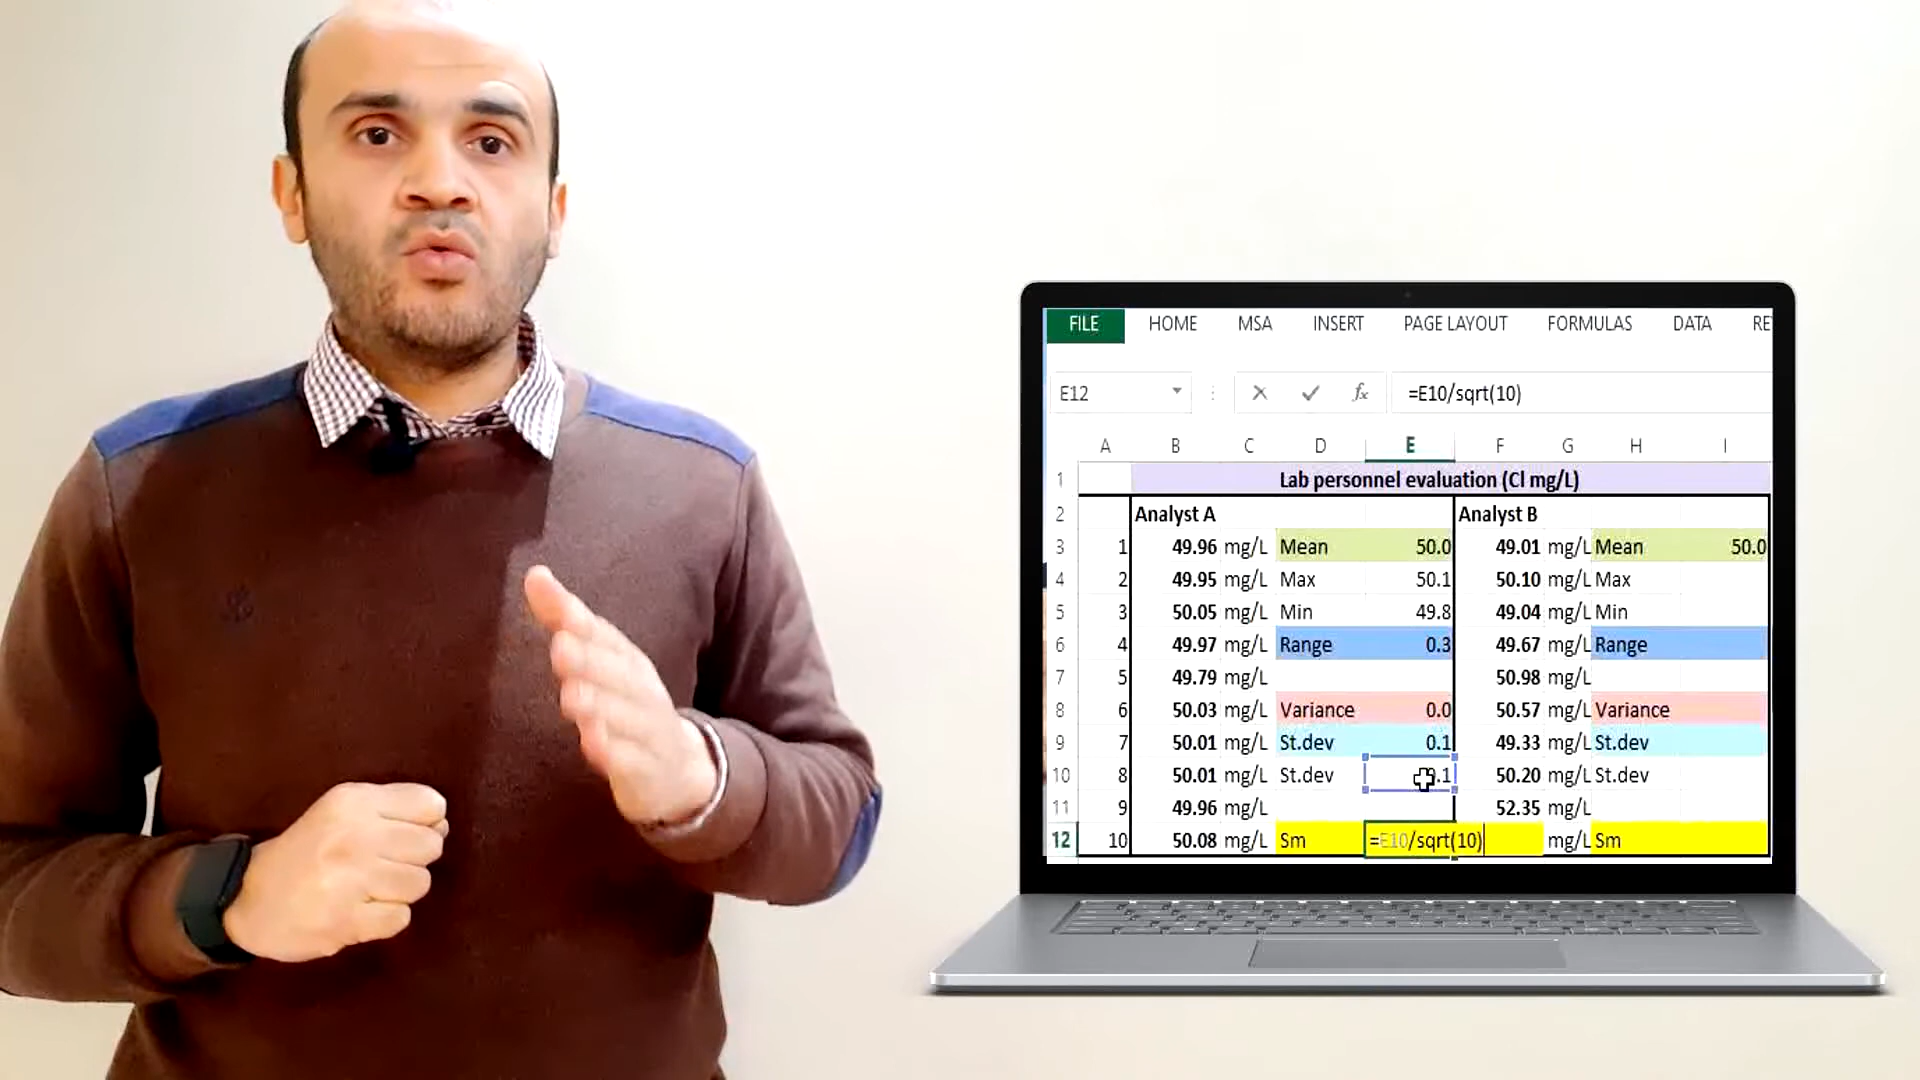 FILE HOME MSA INSERT PAGE LAYOUT FORMULAS DATA RE
E12 fx =E10/sqrt(10)
A B C D E F G H I
1 Lab personnel evaluation (Cl mg/L)
2 Analyst A Analyst B
3 1 49.96 mg/L Mean 50.0 49.01 mg/L Mean 50.0
4 2 49.95 mg/L Max 50.1 50.10 mg/L Max
5 3 50.05 mg/L Min 49.8 49.04 mg/L Min
6 4 49.97 mg/L Range 0.3 49.67 mg/L Range
7 5 49.79 mg/L 50.98 mg/L
8 6 50.03 mg/L Variance 0.0 50.57 mg/L Variance
9 7 50.01 mg/L St.dev 0.1 49.33 mg/L St.dev
10 8 50.01 mg/L St.dev .1 50.20 mg/L St.dev
11 9 49.96 mg/L 52.35 mg/L
12 10 50.08 mg/L Sm =E10/sqrt(10) mg/L Sm